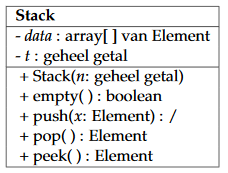 Stack
- data : array[ ] van Element
- t : geheel getal
+ Stack(n: geheel getal)
+ empty( ) : boolean
+ push(x: Element) : /
+ pop( ) : Element
+ peek( ) : Element